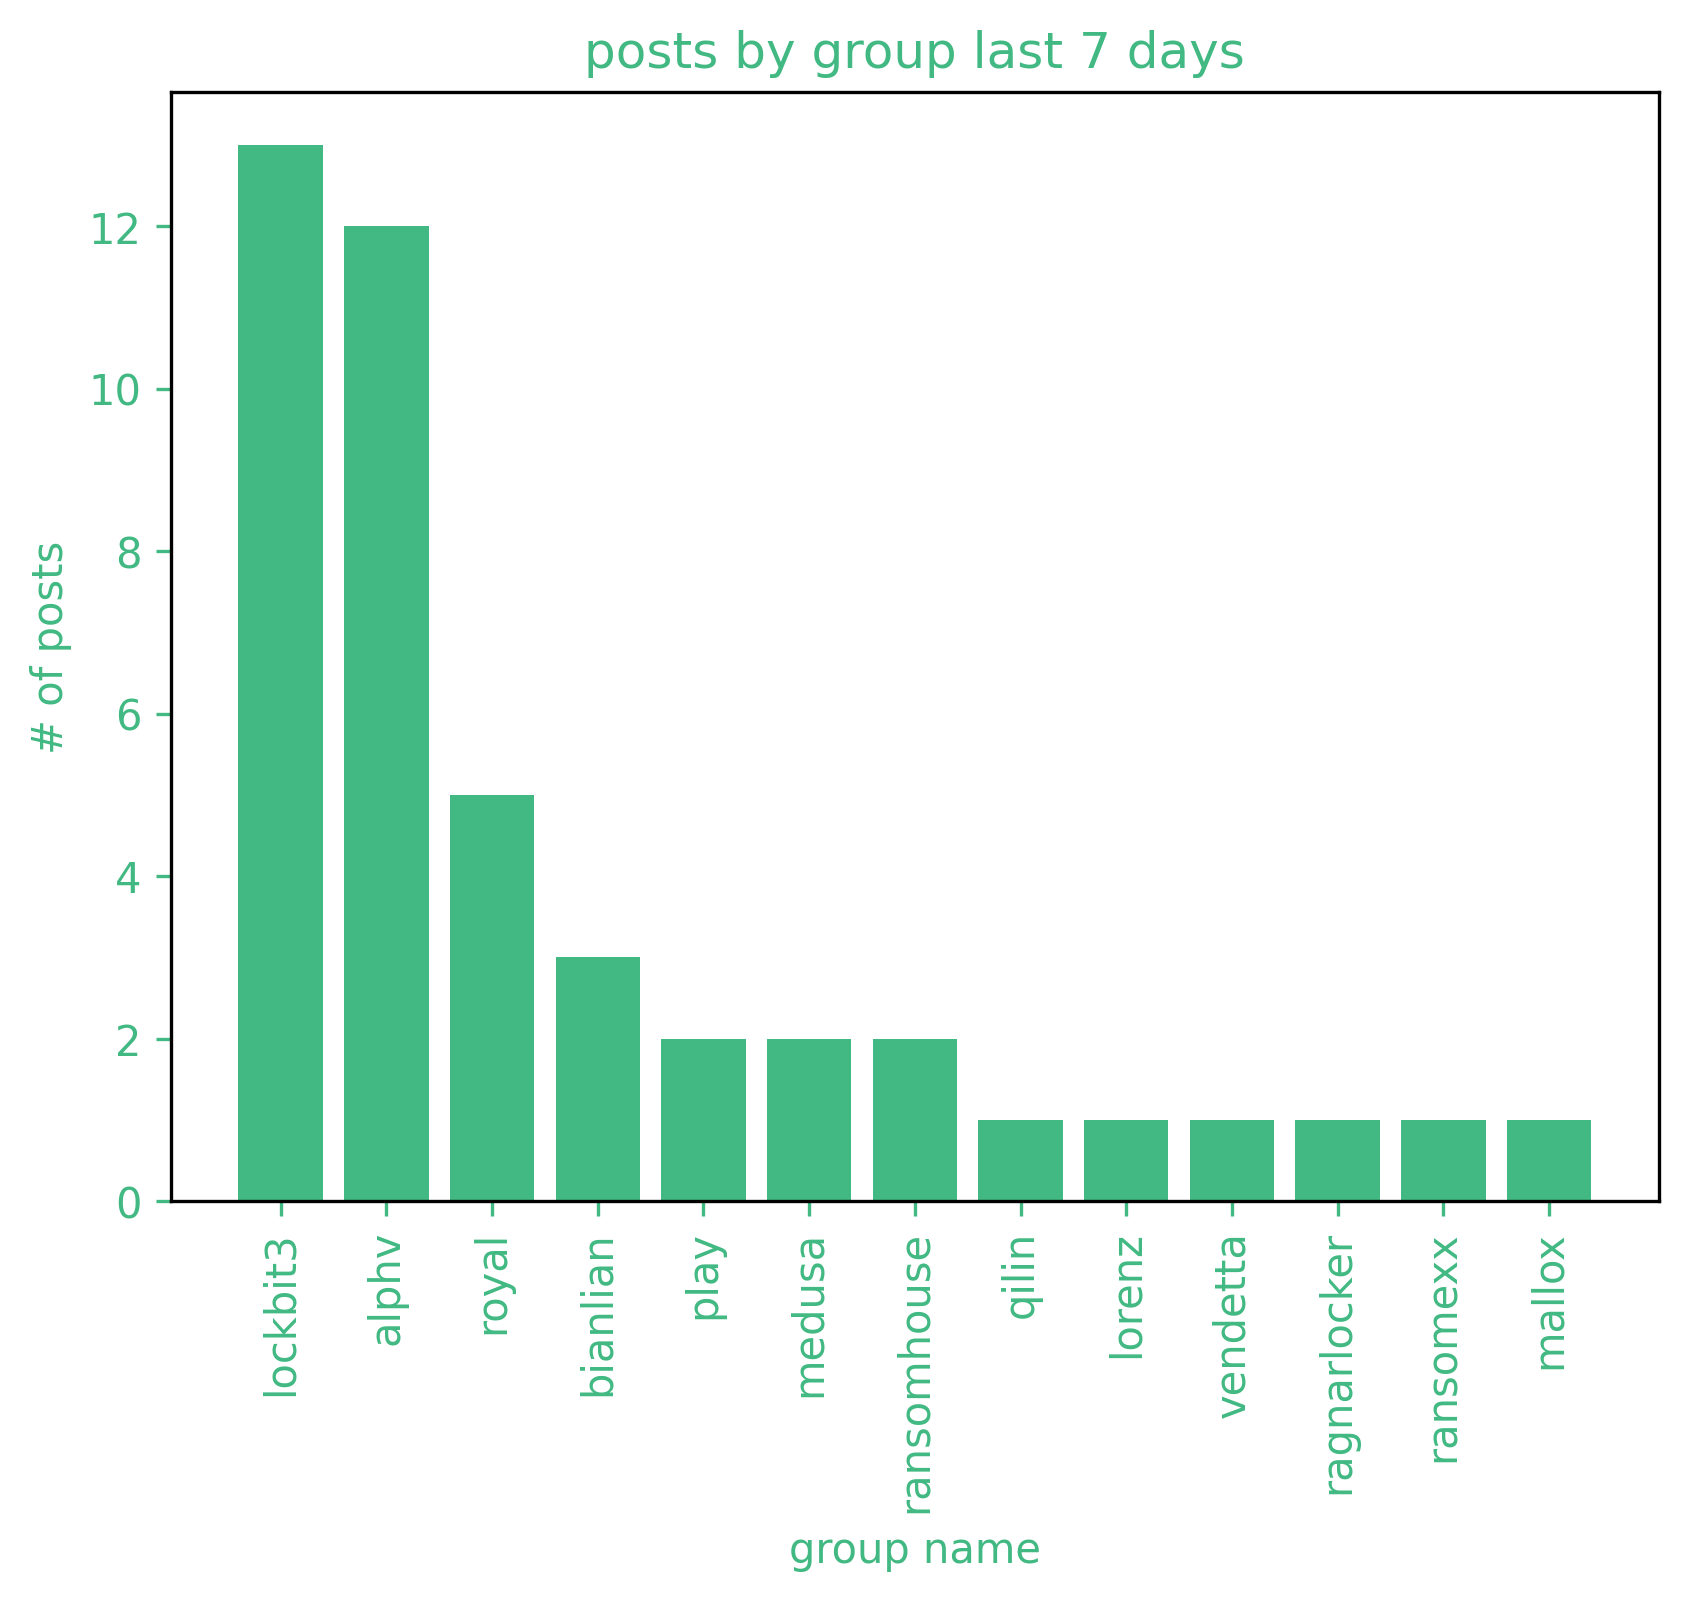 posts by group last 7 days
# of posts
12
10
8
6
4
2
0
lockbit3
alphv
royal
bianlian
play
medusa
ransomhouse
qilin
lorenz
vendetta
ragnarlocker
ransomexx
mallox
group name